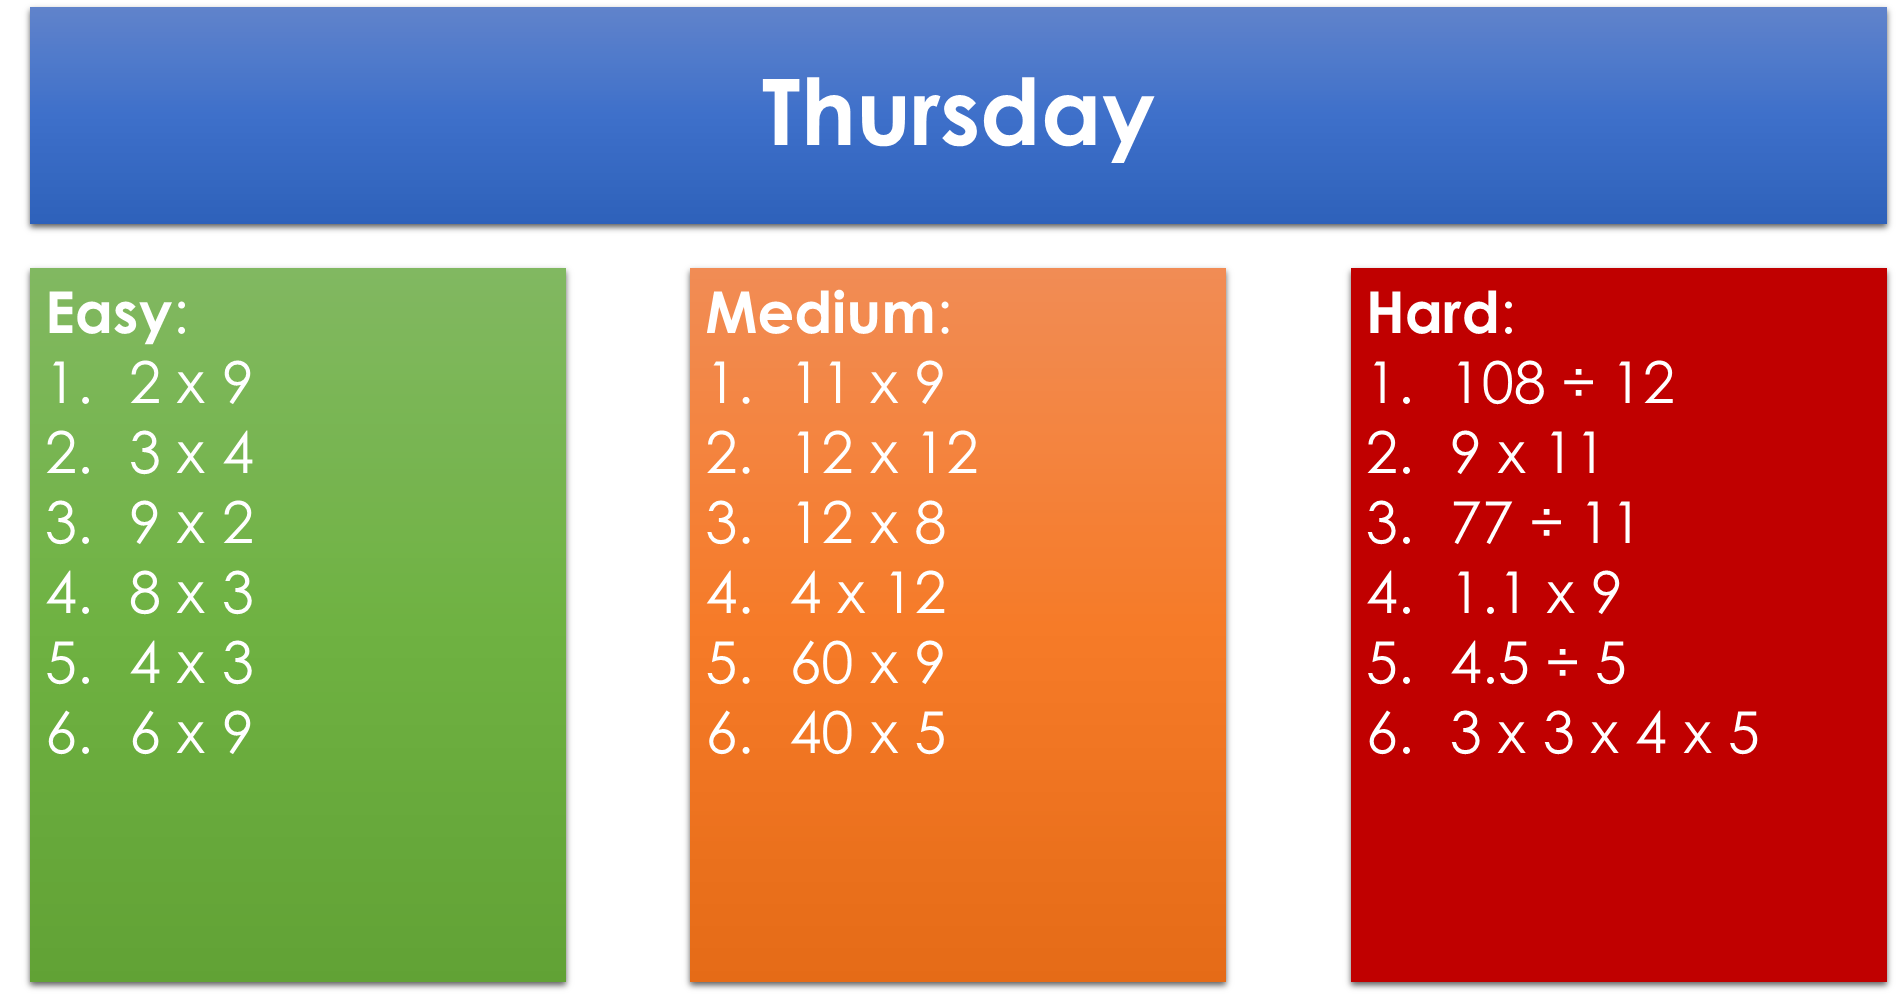 Thursday
Easy:
1. 2 x 9
2. 3 x 4
3. 9 x 2
4. 8 x 3
5. 4 x 3
6. 6 x 9
Medium:
1. 11 x 9
2. 12 x 12
3. 12 x 8
4. 4 x 12
5. 60 x 9
6. 40 x 5
Hard:
1. 108 ÷ 12
2. 9 x 11
3. 77 ÷ 11
4. 1.1 x 9
5. 4.5 ÷ 5
6. 3 x 3 x 4 x 5